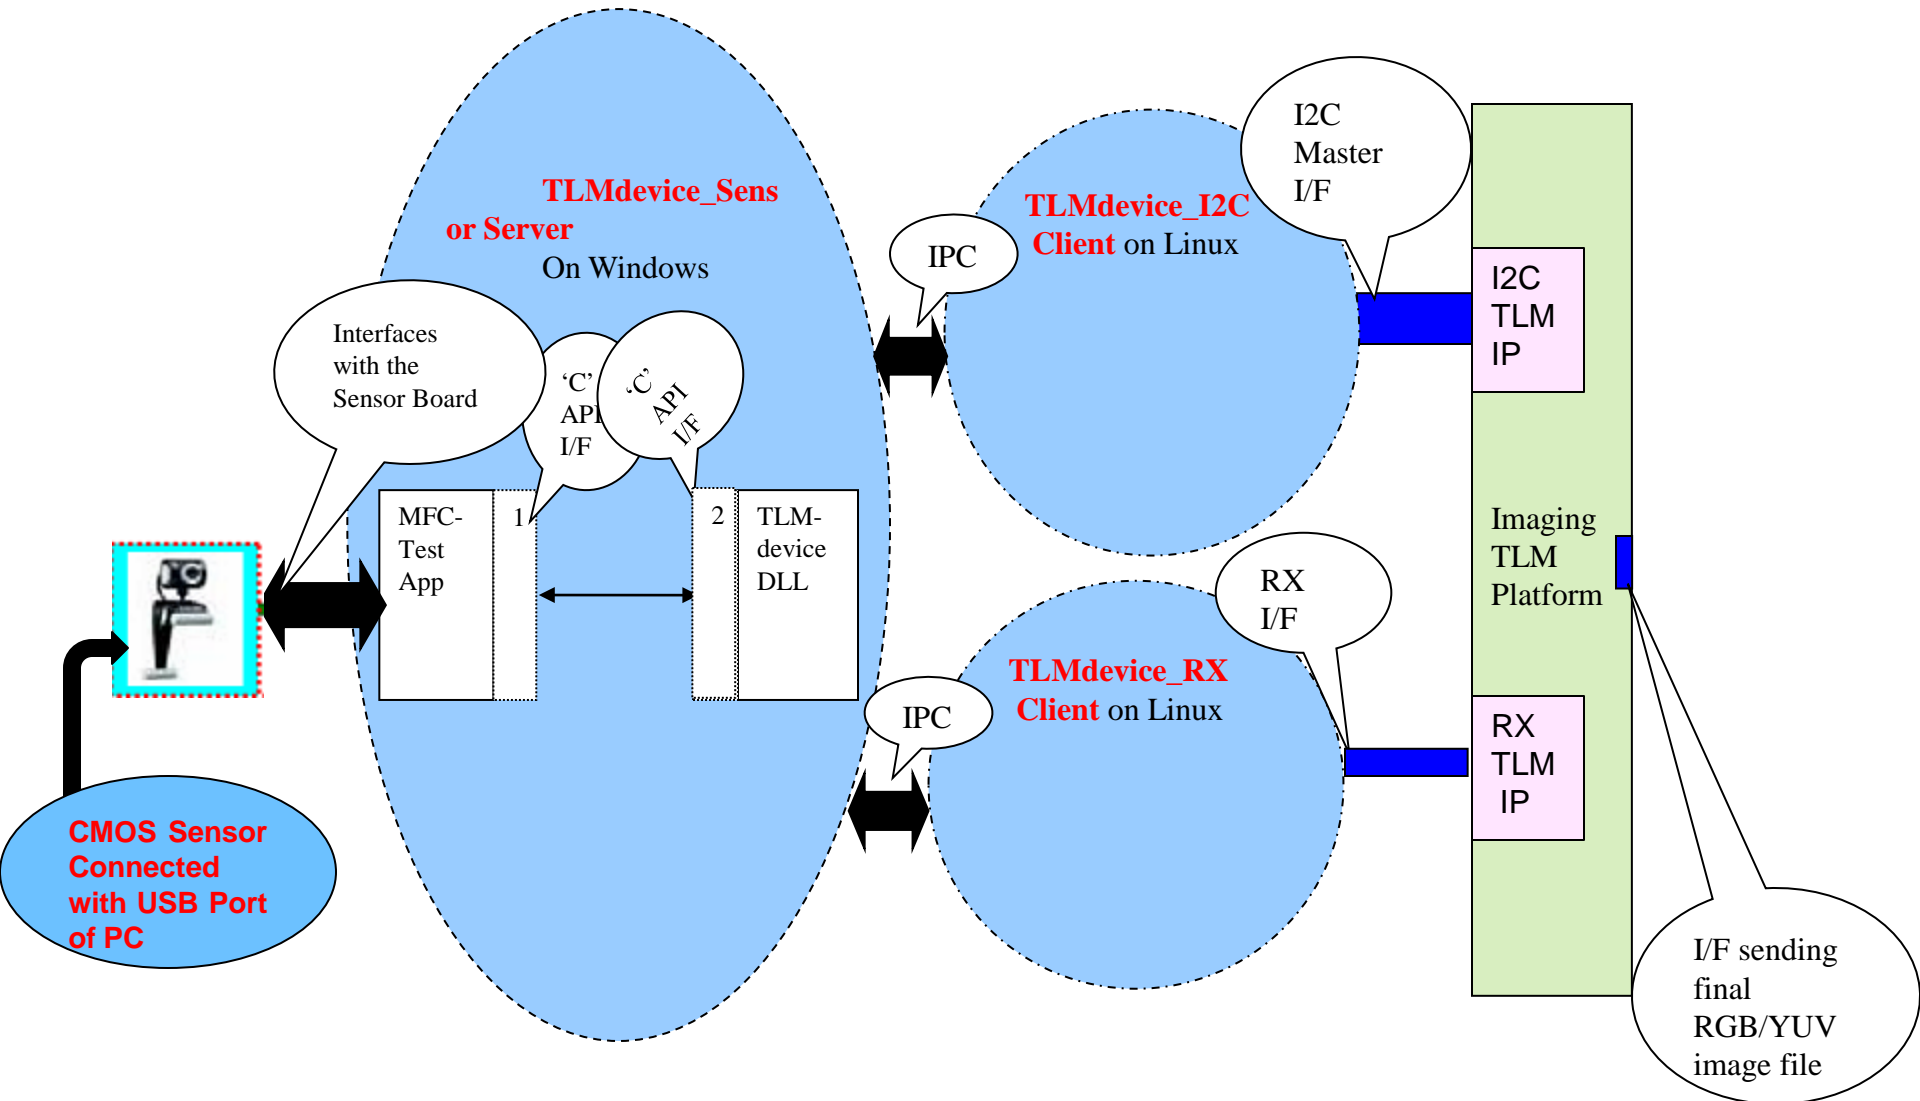 TLMdevice_Sens
or Server
On Windows
Interfaces
with the
Sensor Board
‘C’
API
I/F
‘C’
API
I/F
MFC-
Test
App
1
2
TLM-
device
DLL
IPC
TLMdevice_I2C
Client on Linux
I2C
Master
I/F
I2C
TLM
IP
Imaging
TLM
Platform
IPC
TLMdevice_RX
Client on Linux
RX
I/F
RX
TLM
IP
CMOS Sensor
Connected
with USB Port
of PC
I/F sending
final
RGB/YUV
image file